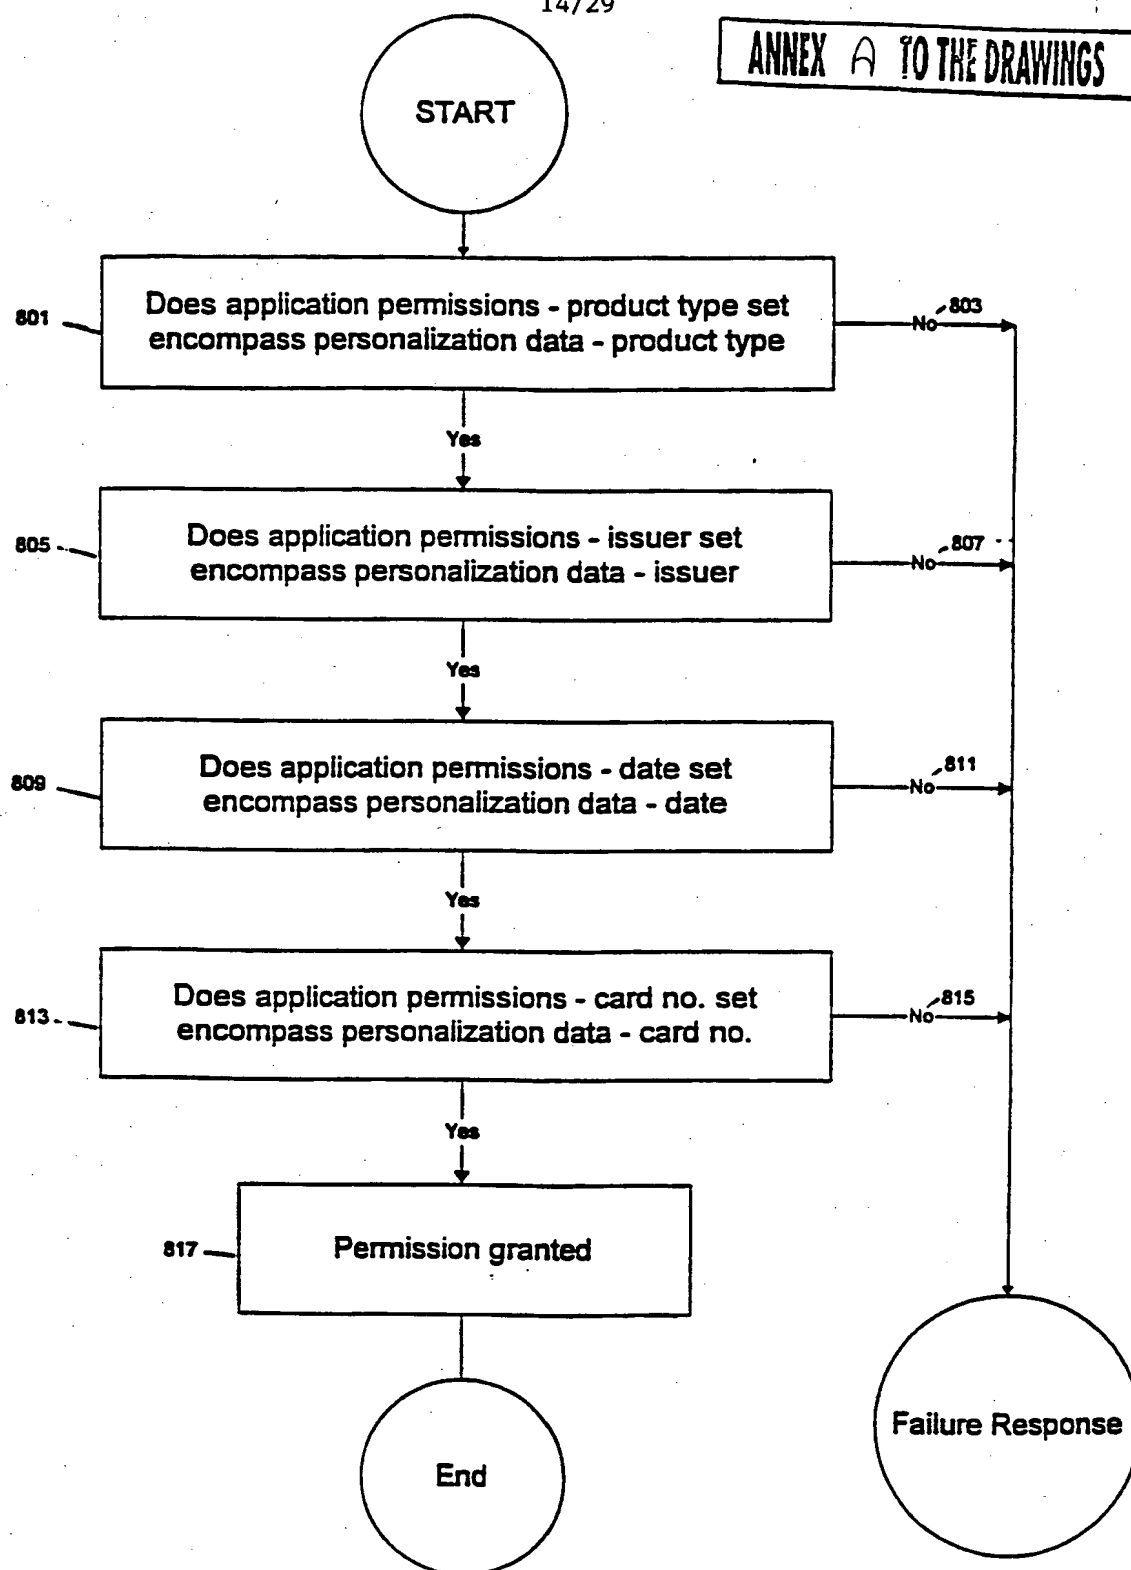 14/29
ANNEX A TO THE DRAWINGS
START
801
Does application permissions - product type set
encompass personalization data - product type
No
803
Yes
805
Does application permissions - issuer set
encompass personalization data - issuer
No
807
Yes
809
Does application permissions - date set
encompass personalization data - date
No
811
Yes
813
Does application permissions - card no. set
encompass personalization data - card no.
No
815
Yes
817
Permission granted
Failure Response
End